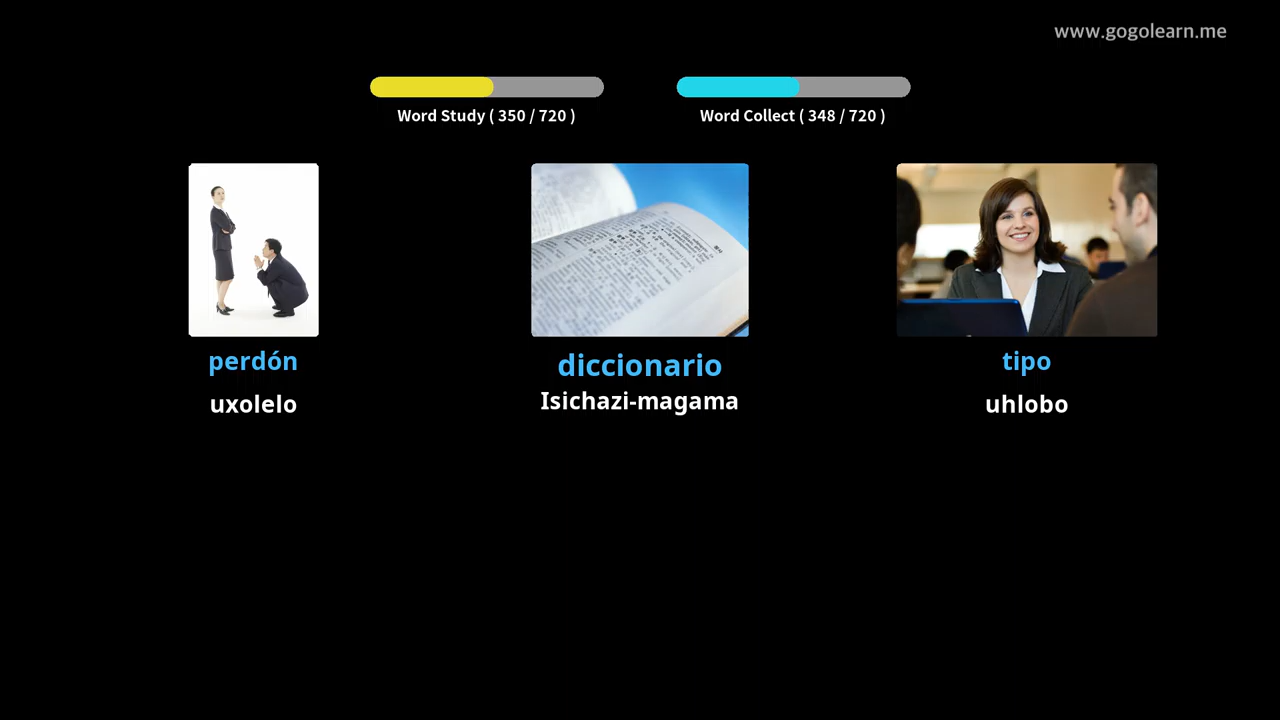 www.gogolearn.me
Word Study ( 350 / 720 )
Word Collect ( 348 / 720 )
perdón
uxolelo
diccionario
Isichazi-magama
tipo
uhlobo